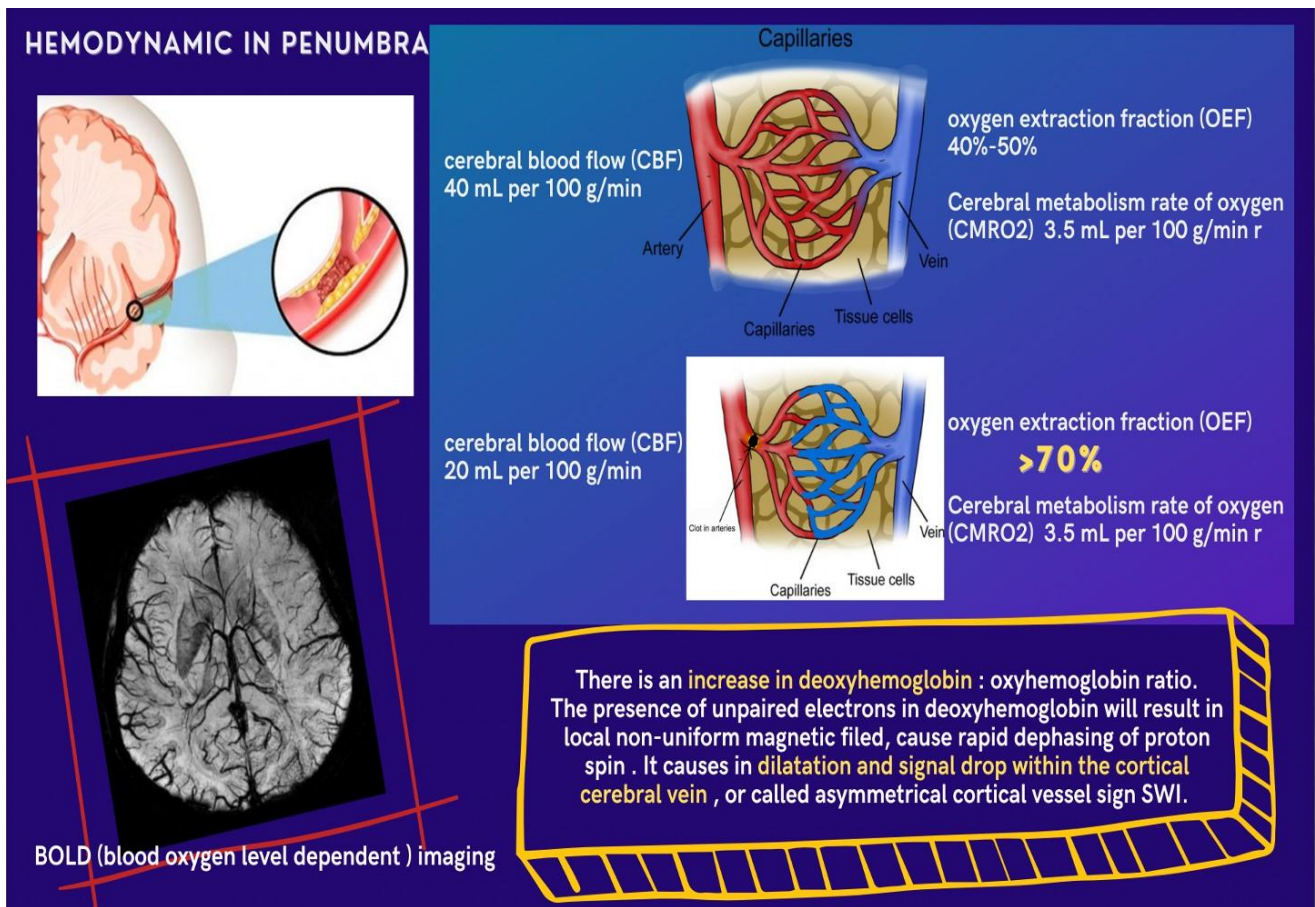 HEMODYNAMIC IN PENUMBRA
Capillaries
cerebral blood flow (CBF)
40 mL per 100 g/min
oxygen extraction fraction (OEF)
40%-50%
Cerebral metabolism rate of oxygen
(CMRO2) 3.5 mL per 100 g/min r
Artery
Vein
Tissue cells
Capillaries
cerebral blood flow (CBF)
20 mL per 100 g/min
oxygen extraction fraction (OEF)
>70%
Cerebral metabolism rate of oxygen
(CMRO2) 3.5 mL per 100 g/min r
Clot in arteries
Vein
Tissue cells
Capillaries
There is an increase in deoxyhemoglobin : oxyhemoglobin ratio.
The presence of unpaired electrons in deoxyhemoglobin will result in
local non-uniform magnetic filed, cause rapid dephasing of proton
spin . It causes in dilatation and signal drop within the cortical
cerebral vein , or called asymmetrical cortical vessel sign SWI.
BOLD (blood oxygen level dependent ) imaging